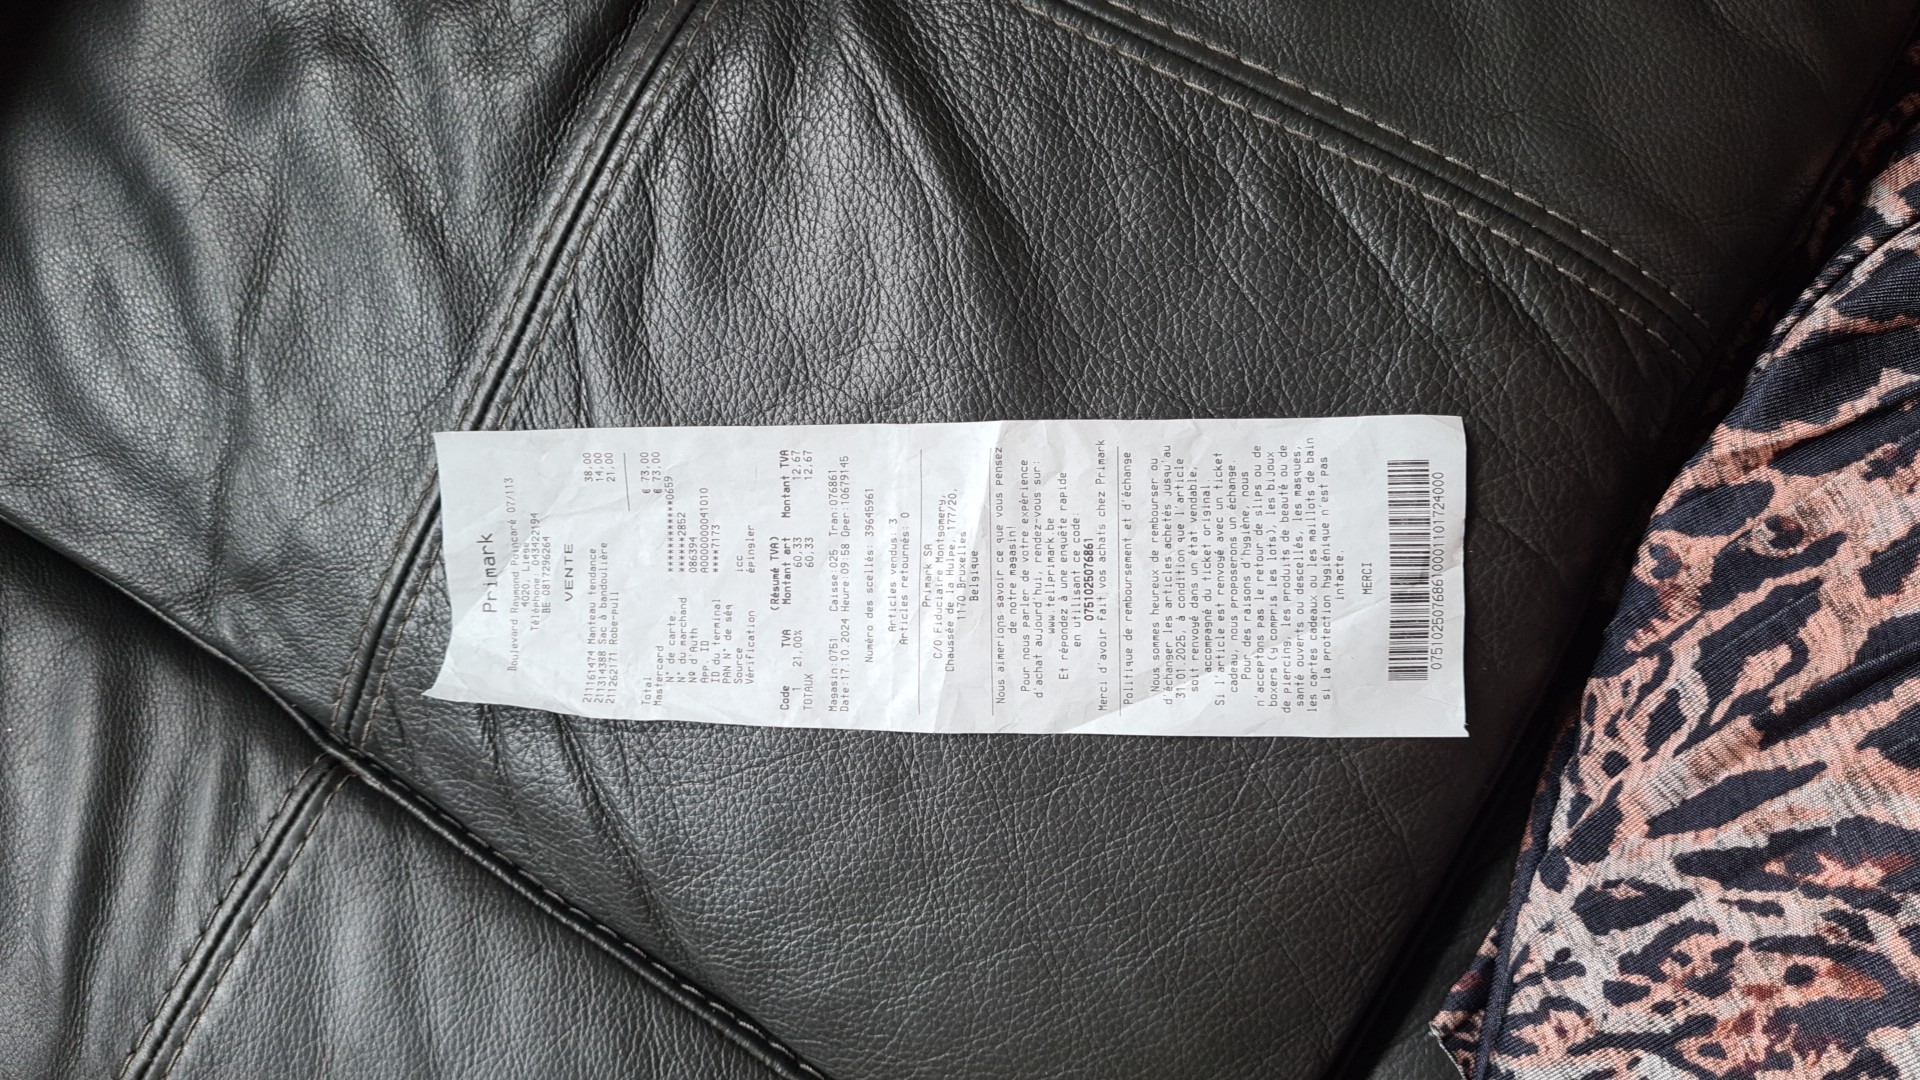 Primark
Boulevard Raymond Poincaré 07/113
4020, Liege
Téléphone 0434221194
BE 0817296264
VENTE
211161474 Manteau tendance 38,00
211314388 Sac à bandoulière 14,00
211262171 Robe-pull 21,00
Total € 73,00
Mastercard € 73,00
N° de carte ***************0659
N° du marchand ******2852
Nº d'Auth 086394
App. ID A0000000041010
ID du terminal ****7173
PAN N° de séq
Source icc
Vérification épingler
(Résumé TVA)
Code TVA Montant art Montant TVA
1 21,00% 60,33 12,67
TOTAUX 60,33 12,67
Magasin:0751 Caisse:025 Tran:076861
Date:17.10.2024 Heure:09:58 Oper:10679145
Numéro des scellés: 39645961
Articles vendus: 3
Articles retournés: 0
Primark SA
C/O Fiduciaire Montgomery,
Chaussée de la Hulpe, 177/20,
1170 Bruxelles
Belgique
Nous aimerions savoir ce que vous pensez
de notre magasin!
Pour nous parler de votre expérience
d'achat aujourd'hui, rendez-vous sur:
www.tellprimark.be
Et répondez à une enquête rapide
en utilisant ce code:
075102507686​1
Merci d'avoir fait vos achats chez Primark
Politique de remboursement et d'échange
Nous sommes heureux de rembourser ou
d'échanger les articles achetés jusqu'au
31.01.2025, à condition que l'article
soit renvoyé dans un état vendable,
accompagné du ticket original.
Si l'article est renvoyé avec un ticket
cadeau, nous proposerons un échange.
Pour des raisons d'hygiène, nous
n'acceptons pas le retour de slips ou de
boxers (y compris les lots), les bijoux
de piercing, les produits de beauté ou de
santé ouverts ou descellés, les masques,
les cartes cadeaux ou les maillots de bain
si la protection hygiénique n'est pas
intacte.
MERCI
07510250768610001101724000